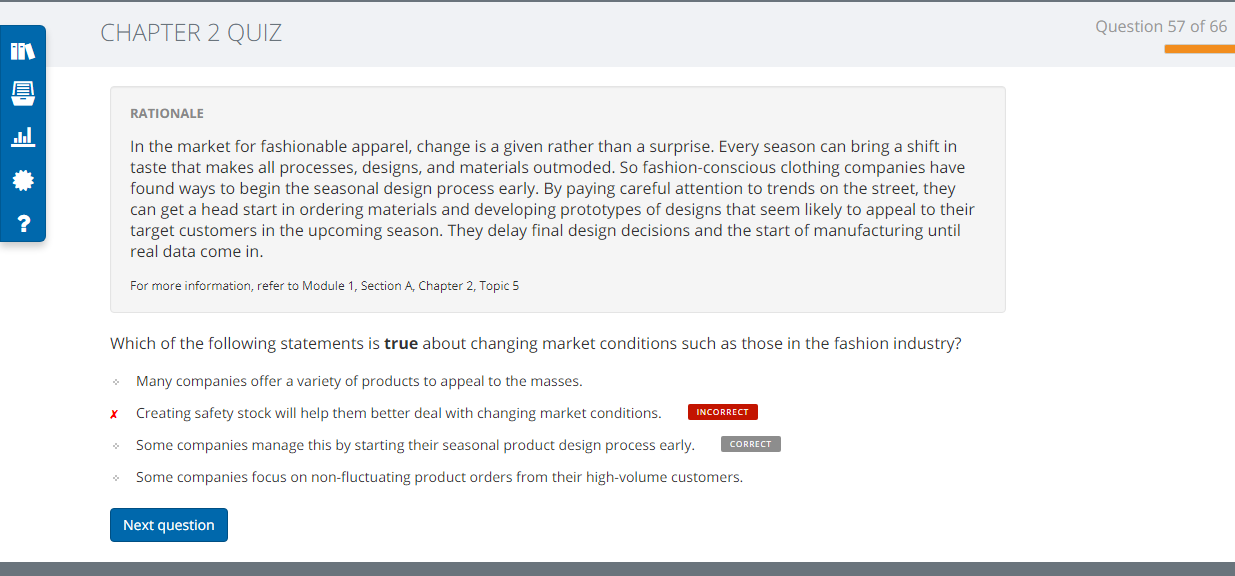 CHAPTER 2 QUIZ
Question 57 of 66
RATIONALE
In the market for fashionable apparel, change is a given rather than a surprise. Every season can bring a shift in
taste that makes all processes, designs, and materials outmoded. So fashion-conscious clothing companies have
found ways to begin the seasonal design process early. By paying careful attention to trends on the street, they
can get a head start in ordering materials and developing prototypes of designs that seem likely to appeal to their
target customers in the upcoming season. They delay final design decisions and the start of manufacturing until
real data come in.
For more information, refer to Module 1, Section A, Chapter 2, Topic 5
Which of the following statements is true about changing market conditions such as those in the fashion industry?
Many companies offer a variety of products to appeal to the masses.
✗ Creating safety stock will help them better deal with changing market conditions. INCORRECT
Some companies manage this by starting their seasonal product design process early. CORRECT
Some companies focus on non-fluctuating product orders from their high-volume customers.
Next question
?